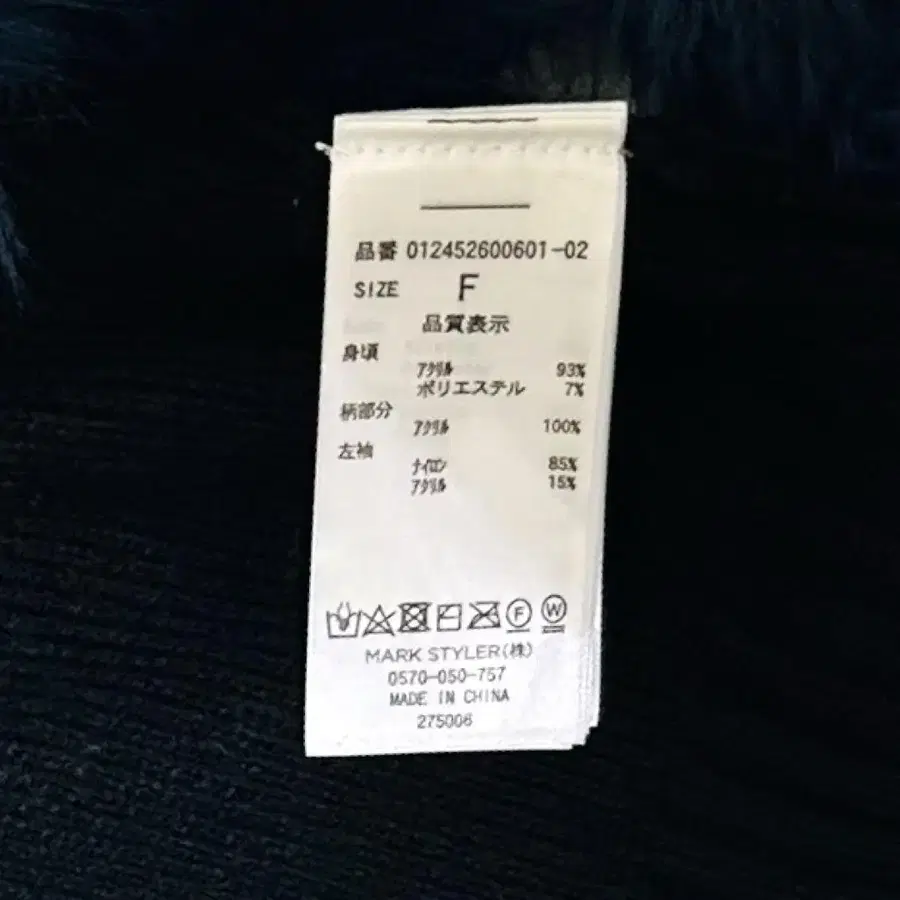 品番 012452600601-02
SIZE F
品質表示
身頃
ｱｸﾘﾙ 93%
ポリエステル 7%
柄部分
ｱｸﾘﾙ 100%
左袖
ﾅｲﾛﾝ 85%
ｱｸﾘﾙ 15%
F W
MARK STYLER(株)
0570-050-757
MADE IN CHINA
275006